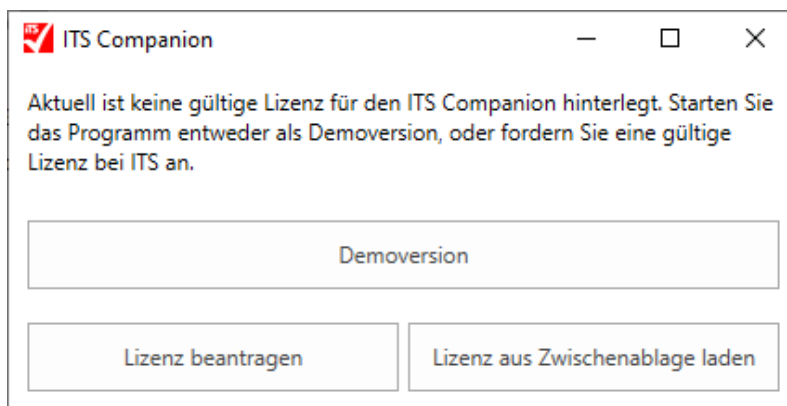 ITS ITS Companion
Aktuell ist keine gültige Lizenz für den ITS Companion hinterlegt. Starten Sie
das Programm entweder als Demoversion, oder fordern Sie eine gültige
Lizenz bei ITS an.
Demoversion
Lizenz beantragen Lizenz aus Zwischenablage laden